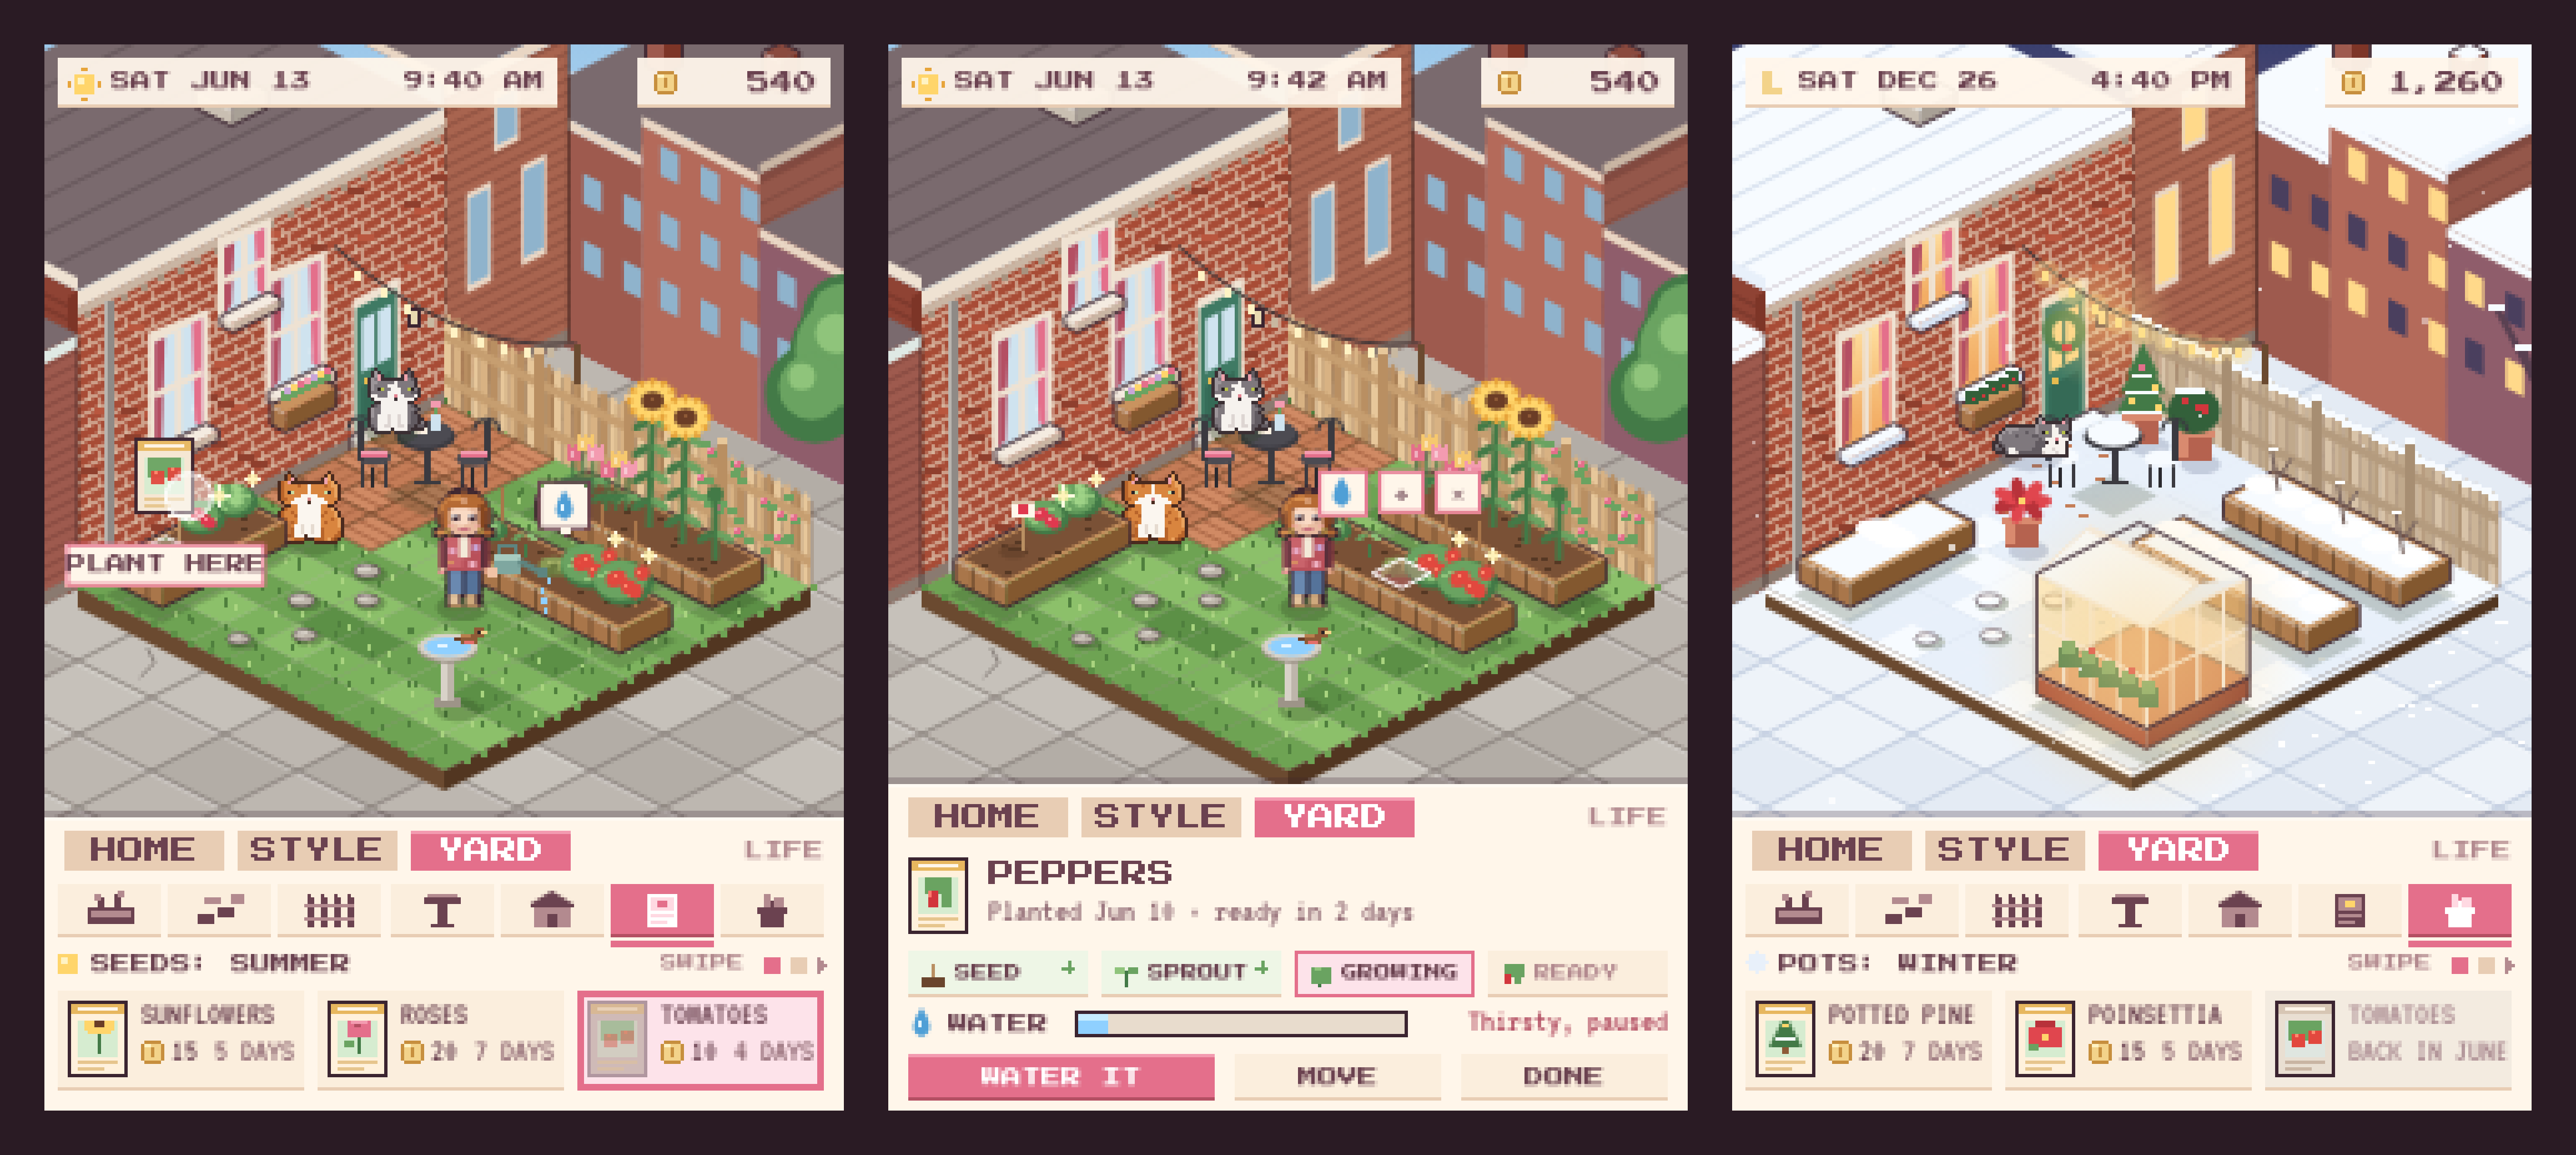 SAT JUN 13 9:40 AM 540
PLANT HERE
HOME STYLE YARD LIFE
SEEDS: SUMMER SWIPE
SUNFLOWERS
15 5 DAYS
ROSES
20 7 DAYS
TOMATOES
10 4 DAYS
SAT JUN 13 9:42 AM 540
HOME STYLE YARD LIFE
PEPPERS
Planted Jun 10 · ready in 2 days
SEED SPROUT GROWING READY
WATER Thirsty, paused
WATER IT MOVE DONE
SAT DEC 26 4:40 PM 1,260
HOME STYLE YARD LIFE
POTS: WINTER SWIPE
POTTED PINE
20 7 DAYS
POINSETTIA
15 5 DAYS
TOMATOES
BACK IN JUNE